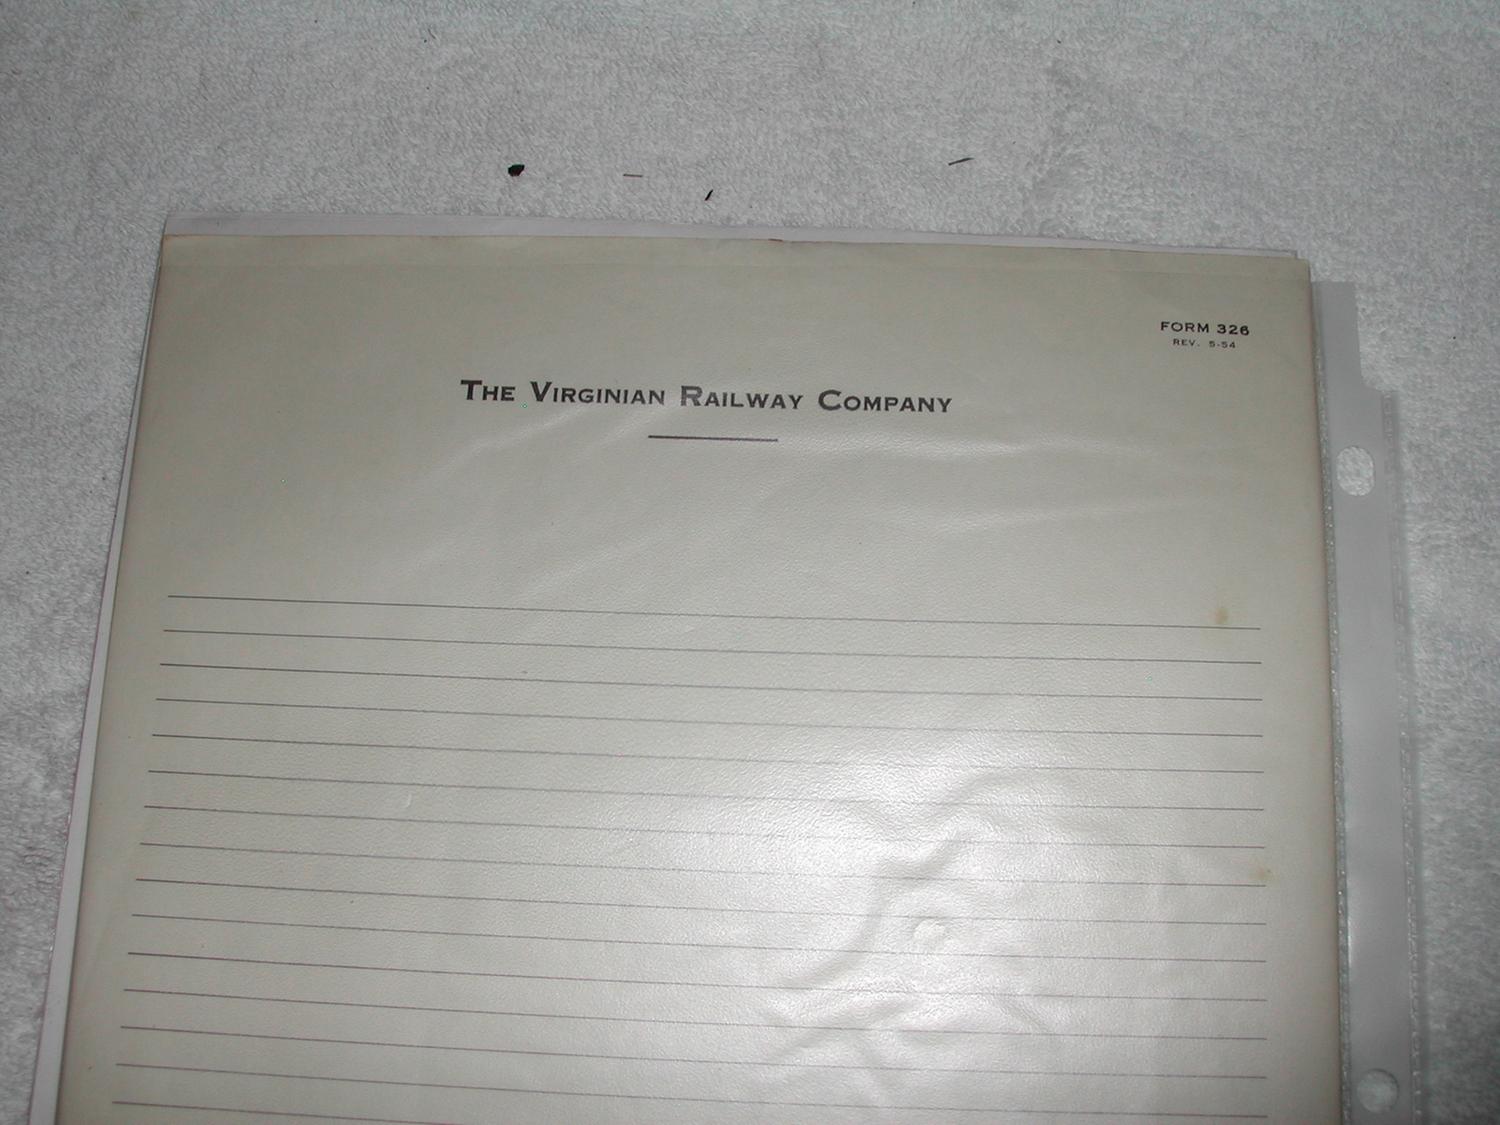 FORM 326
REV. 5-54
THE VIRGINIAN RAILWAY COMPANY